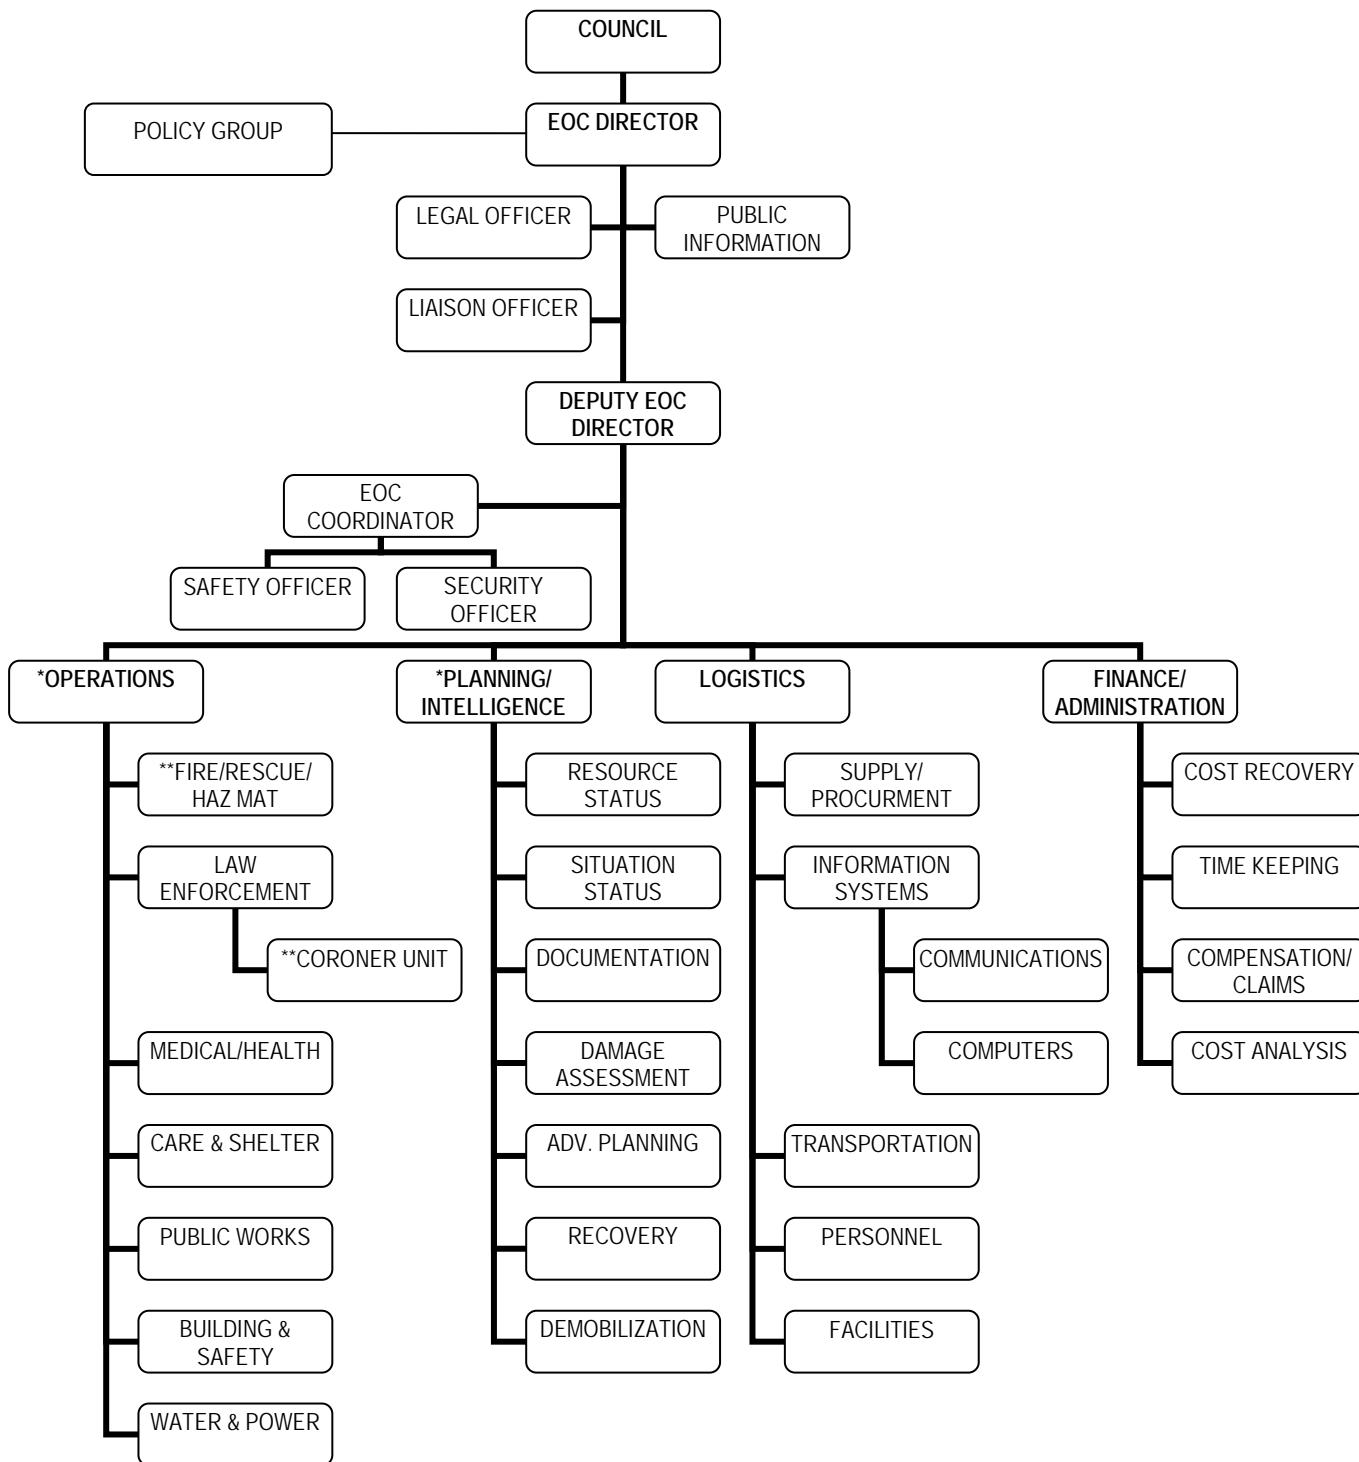 COUNCIL
EOC DIRECTOR
POLICY GROUP
LEGAL OFFICER
PUBLIC
INFORMATION
LIAISON OFFICER
DEPUTY EOC
DIRECTOR
EOC
COORDINATOR
SAFETY OFFICER
SECURITY
OFFICER
*OPERATIONS
**FIRE/RESCUE/
HAZ MAT
LAW
ENFORCEMENT
**CORONER UNIT
MEDICAL/HEALTH
CARE & SHELTER
PUBLIC WORKS
BUILDING &
SAFETY
WATER & POWER
*PLANNING/
INTELLIGENCE
RESOURCE
STATUS
SITUATION
STATUS
DOCUMENTATION
DAMAGE
ASSESSMENT
ADV. PLANNING
RECOVERY
DEMOBILIZATION
LOGISTICS
SUPPLY/
PROCURMENT
INFORMATION
SYSTEMS
COMMUNICATIONS
COMPUTERS
TRANSPORTATION
PERSONNEL
FACILITIES
FINANCE/
ADMINISTRATION
COST RECOVERY
TIME KEEPING
COMPENSATION/
CLAIMS
COST ANALYSIS